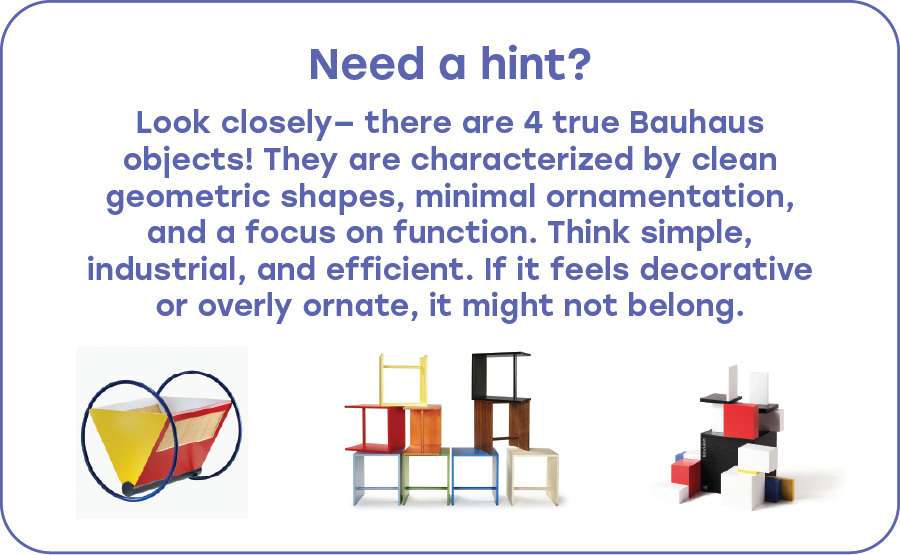 Need a hint?
Look closely— there are 4 true Bauhaus
objects! They are characterized by clean
geometric shapes, minimal ornamentation,
and a focus on function. Think simple,
industrial, and efficient. If it feels decorative
or overly ornate, it might not belong.